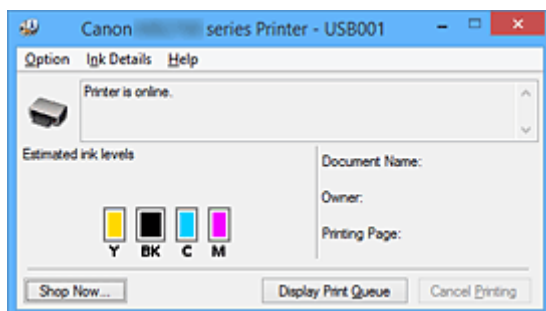 Canon series Printer - USB001
Option Ink Details Help
Printer is online.
Estimated ink levels
Document Name:
Owner:
Printing Page:
Y BK C M
Shop Now... Display Print Queue Cancel Printing